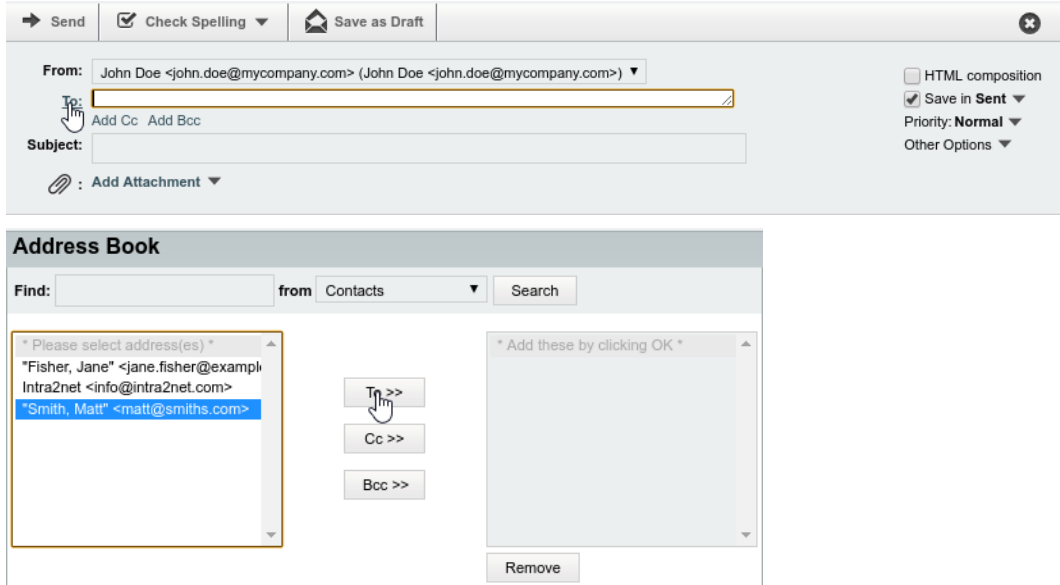 Send Check Spelling Save as Draft
From: John Doe <john.doe@mycompany.com> (John Doe <john.doe@mycompany.com>)
HTML composition
To:
Save in Sent
Add Cc Add Bcc
Priority: Normal
Subject:
Other Options
: Add Attachment
Address Book
Find: from Contacts Search
* Please select address(es) *
"Fisher, Jane" <jane.fisher@exampl
Intra2net <info@intra2net.com>
"Smith, Matt" <matt@smiths.com>
To >>
Cc >>
Bcc >>
* Add these by clicking OK *
Remove